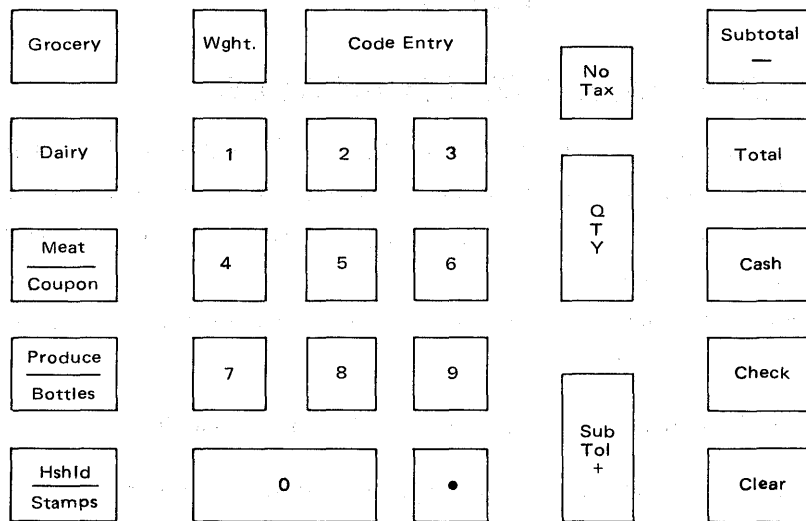 Grocery
Wght.
Code Entry
No
Tax
Subtotal
—
Dairy
1
2
3
Q
T
Y
Total
Meat
Coupon
4
5
6
Cash
Produce
Bottles
7
8
9
Sub
Tol
+
Check
Hshld
Stamps
0
•
Clear